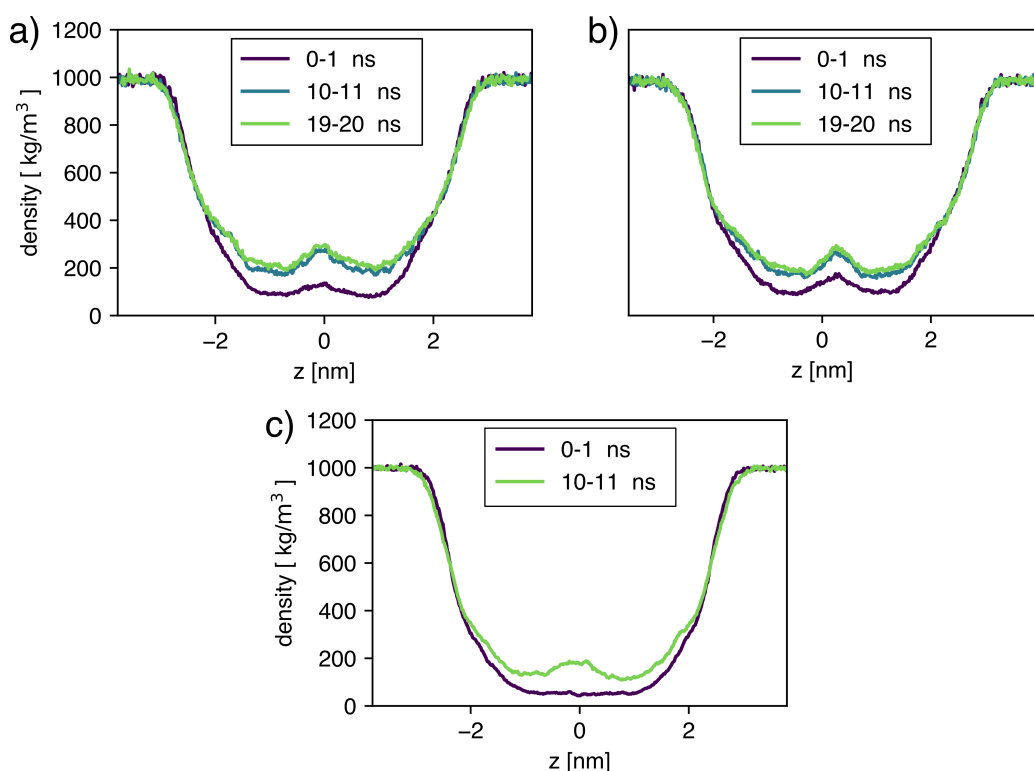 a)
1200
1000
800
600
400
200
0
density [ kg/m³ ]
0-1 ns
10-11 ns
19-20 ns
−2 0 2
z [nm]
b)
0-1 ns
10-11 ns
19-20 ns
−2 0 2
z [nm]
c)
1200
1000
800
600
400
200
0
density [ kg/m³ ]
0-1 ns
10-11 ns
−2 0 2
z [nm]